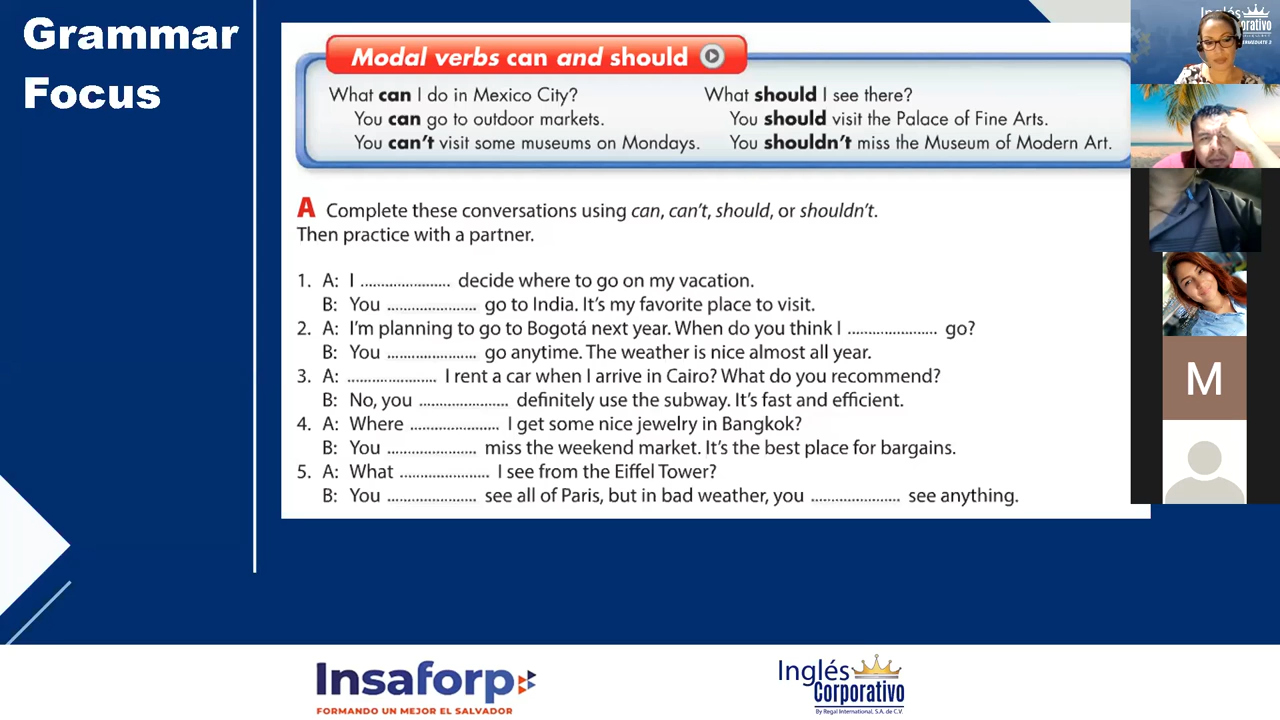 Grammar
Focus
Modal verbs can and should
What can I do in Mexico City?
You can go to outdoor markets.
You can't visit some museums on Mondays.
What should I see there?
You should visit the Palace of Fine Arts.
You shouldn't miss the Museum of Modern Art.
A Complete these conversations using can, can't, should, or shouldn't.
Then practice with a partner.
1. A: I ...................... decide where to go on my vacation.
B: You ...................... go to India. It's my favorite place to visit.
2. A: I'm planning to go to Bogotá next year. When do you think I ...................... go?
B: You ...................... go anytime. The weather is nice almost all year.
3. A: ...................... I rent a car when I arrive in Cairo? What do you recommend?
B: No, you ...................... definitely use the subway. It's fast and efficient.
4. A: Where ...................... I get some nice jewelry in Bangkok?
B: You ...................... miss the weekend market. It's the best place for bargains.
5. A: What ...................... I see from the Eiffel Tower?
B: You ...................... see all of Paris, but in bad weather, you ...................... see anything.
Inglés
M
Insaforp
FORMANDO UN MEJOR EL SALVADOR
Inglés
Corporativo
By Regal International, S.A. de C.V.